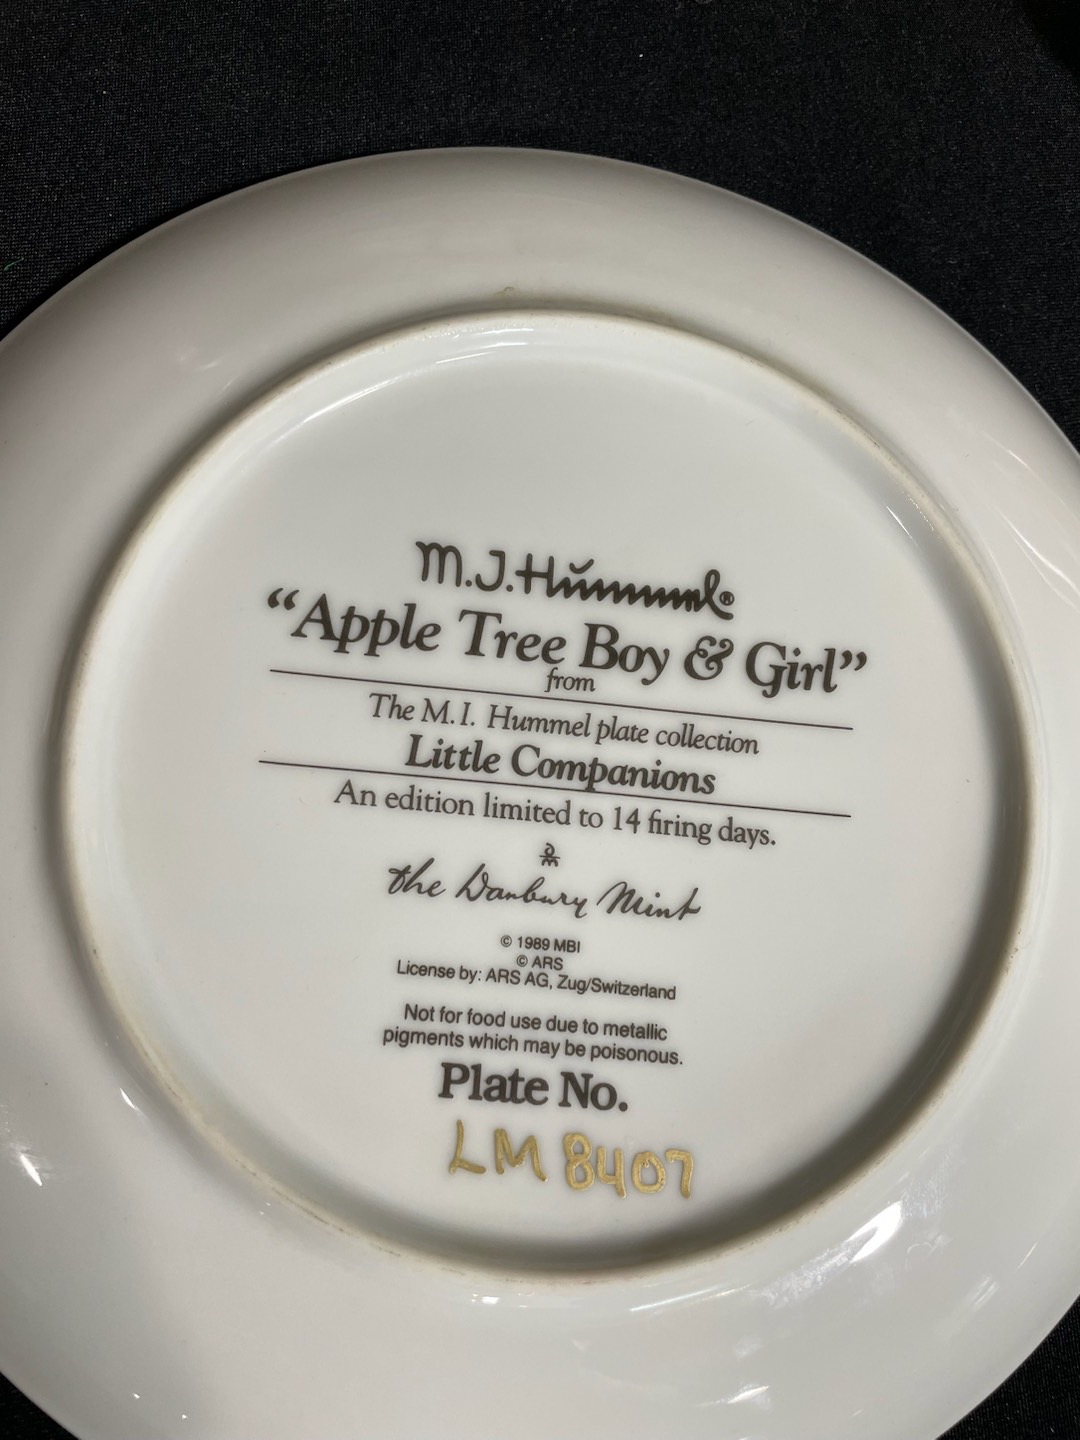 M.J.Hummel®
“Apple Tree Boy & Girl”
from
The M.I. Hummel plate collection
Little Companions
An edition limited to 14 firing days.
the Danbury Mint
© 1989 MBI
© ARS
License by: ARS AG, Zug/Switzerland
Not for food use due to metallic
pigments which may be poisonous.
Plate No.
LM 8407